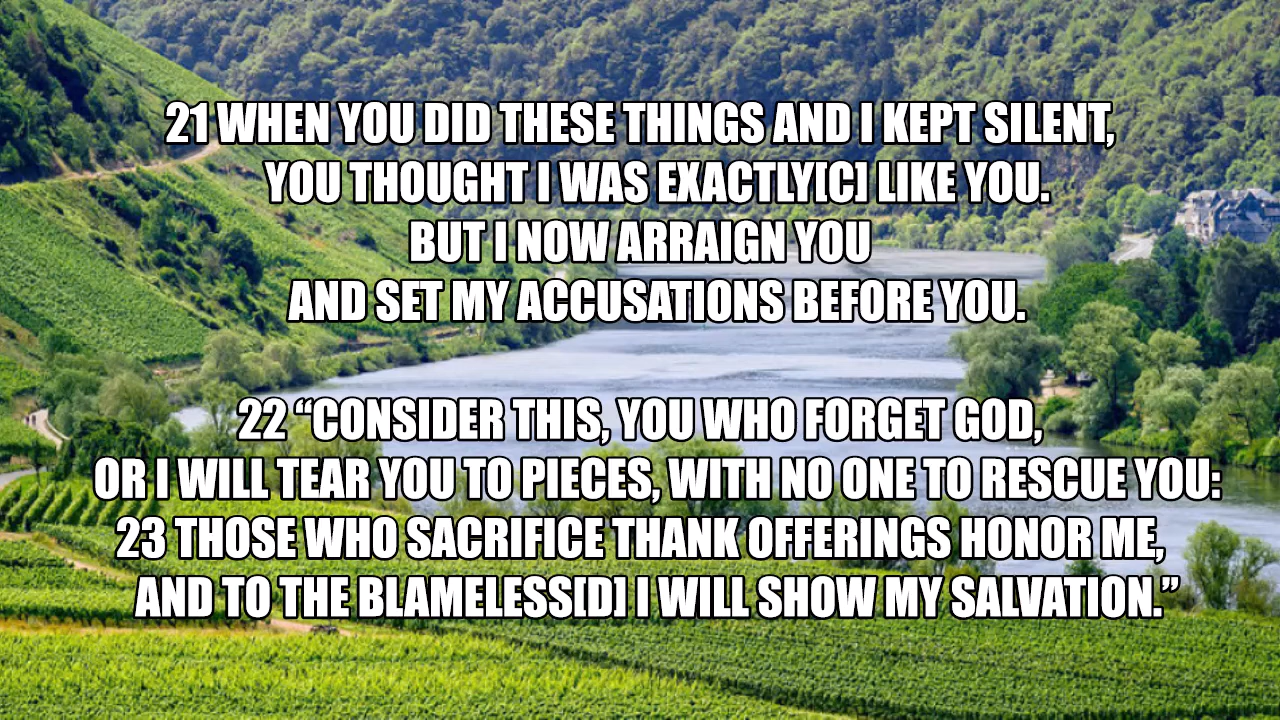 21 WHEN YOU DID THESE THINGS AND I KEPT SILENT,
YOU THOUGHT I WAS EXACTLY[C] LIKE YOU.
BUT I NOW ARRAIGN YOU
AND SET MY ACCUSATIONS BEFORE YOU.
22 “CONSIDER THIS, YOU WHO FORGET GOD,
OR I WILL TEAR YOU TO PIECES, WITH NO ONE TO RESCUE YOU:
23 THOSE WHO SACRIFICE THANK OFFERINGS HONOR ME,
AND TO THE BLAMELESS[D] I WILL SHOW MY SALVATION.”